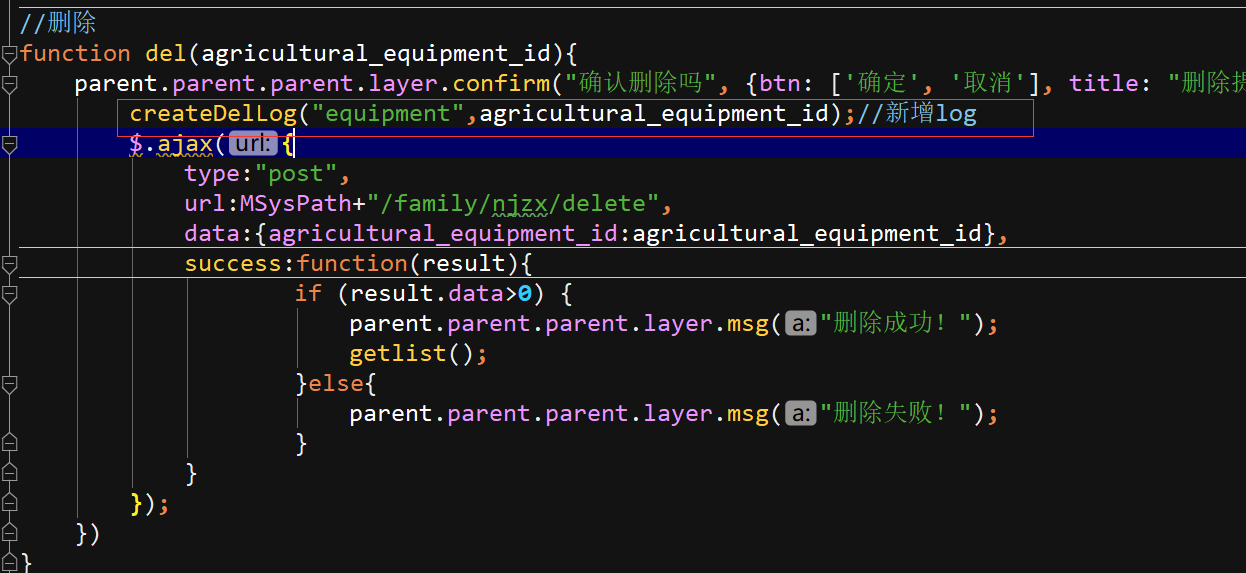 //删除
function del(agricultural_equipment_id){
parent.parent.parent.layer.confirm("确认删除吗", {btn: ['确定', '取消'], title: "删除提
createDelLog("equipment",agricultural_equipment_id);//新增log
$.ajax( url: {
type:"post",
url:MSysPath+"/family/njzx/delete",
data:{agricultural_equipment_id:agricultural_equipment_id},
success:function(result){
if (result.data>0) {
parent.parent.parent.layer.msg( a: "删除成功！");
getlist();
}else{
parent.parent.parent.layer.msg( a: "删除失败！");
}
}
});
})
}